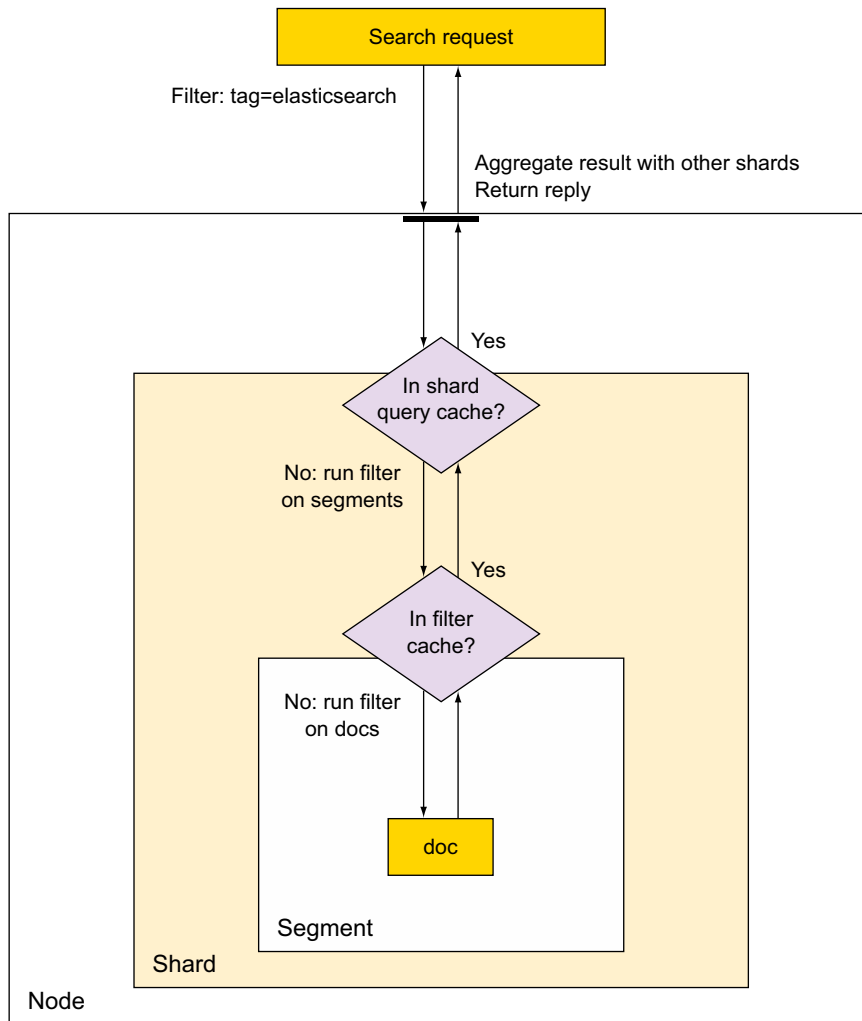 Search request
Filter: tag=elasticsearch
Aggregate result with other shards
Return reply
Yes
In shard
query cache?
No: run filter
on segments
Yes
In filter
cache?
No: run filter
on docs
doc
Segment
Shard
Node